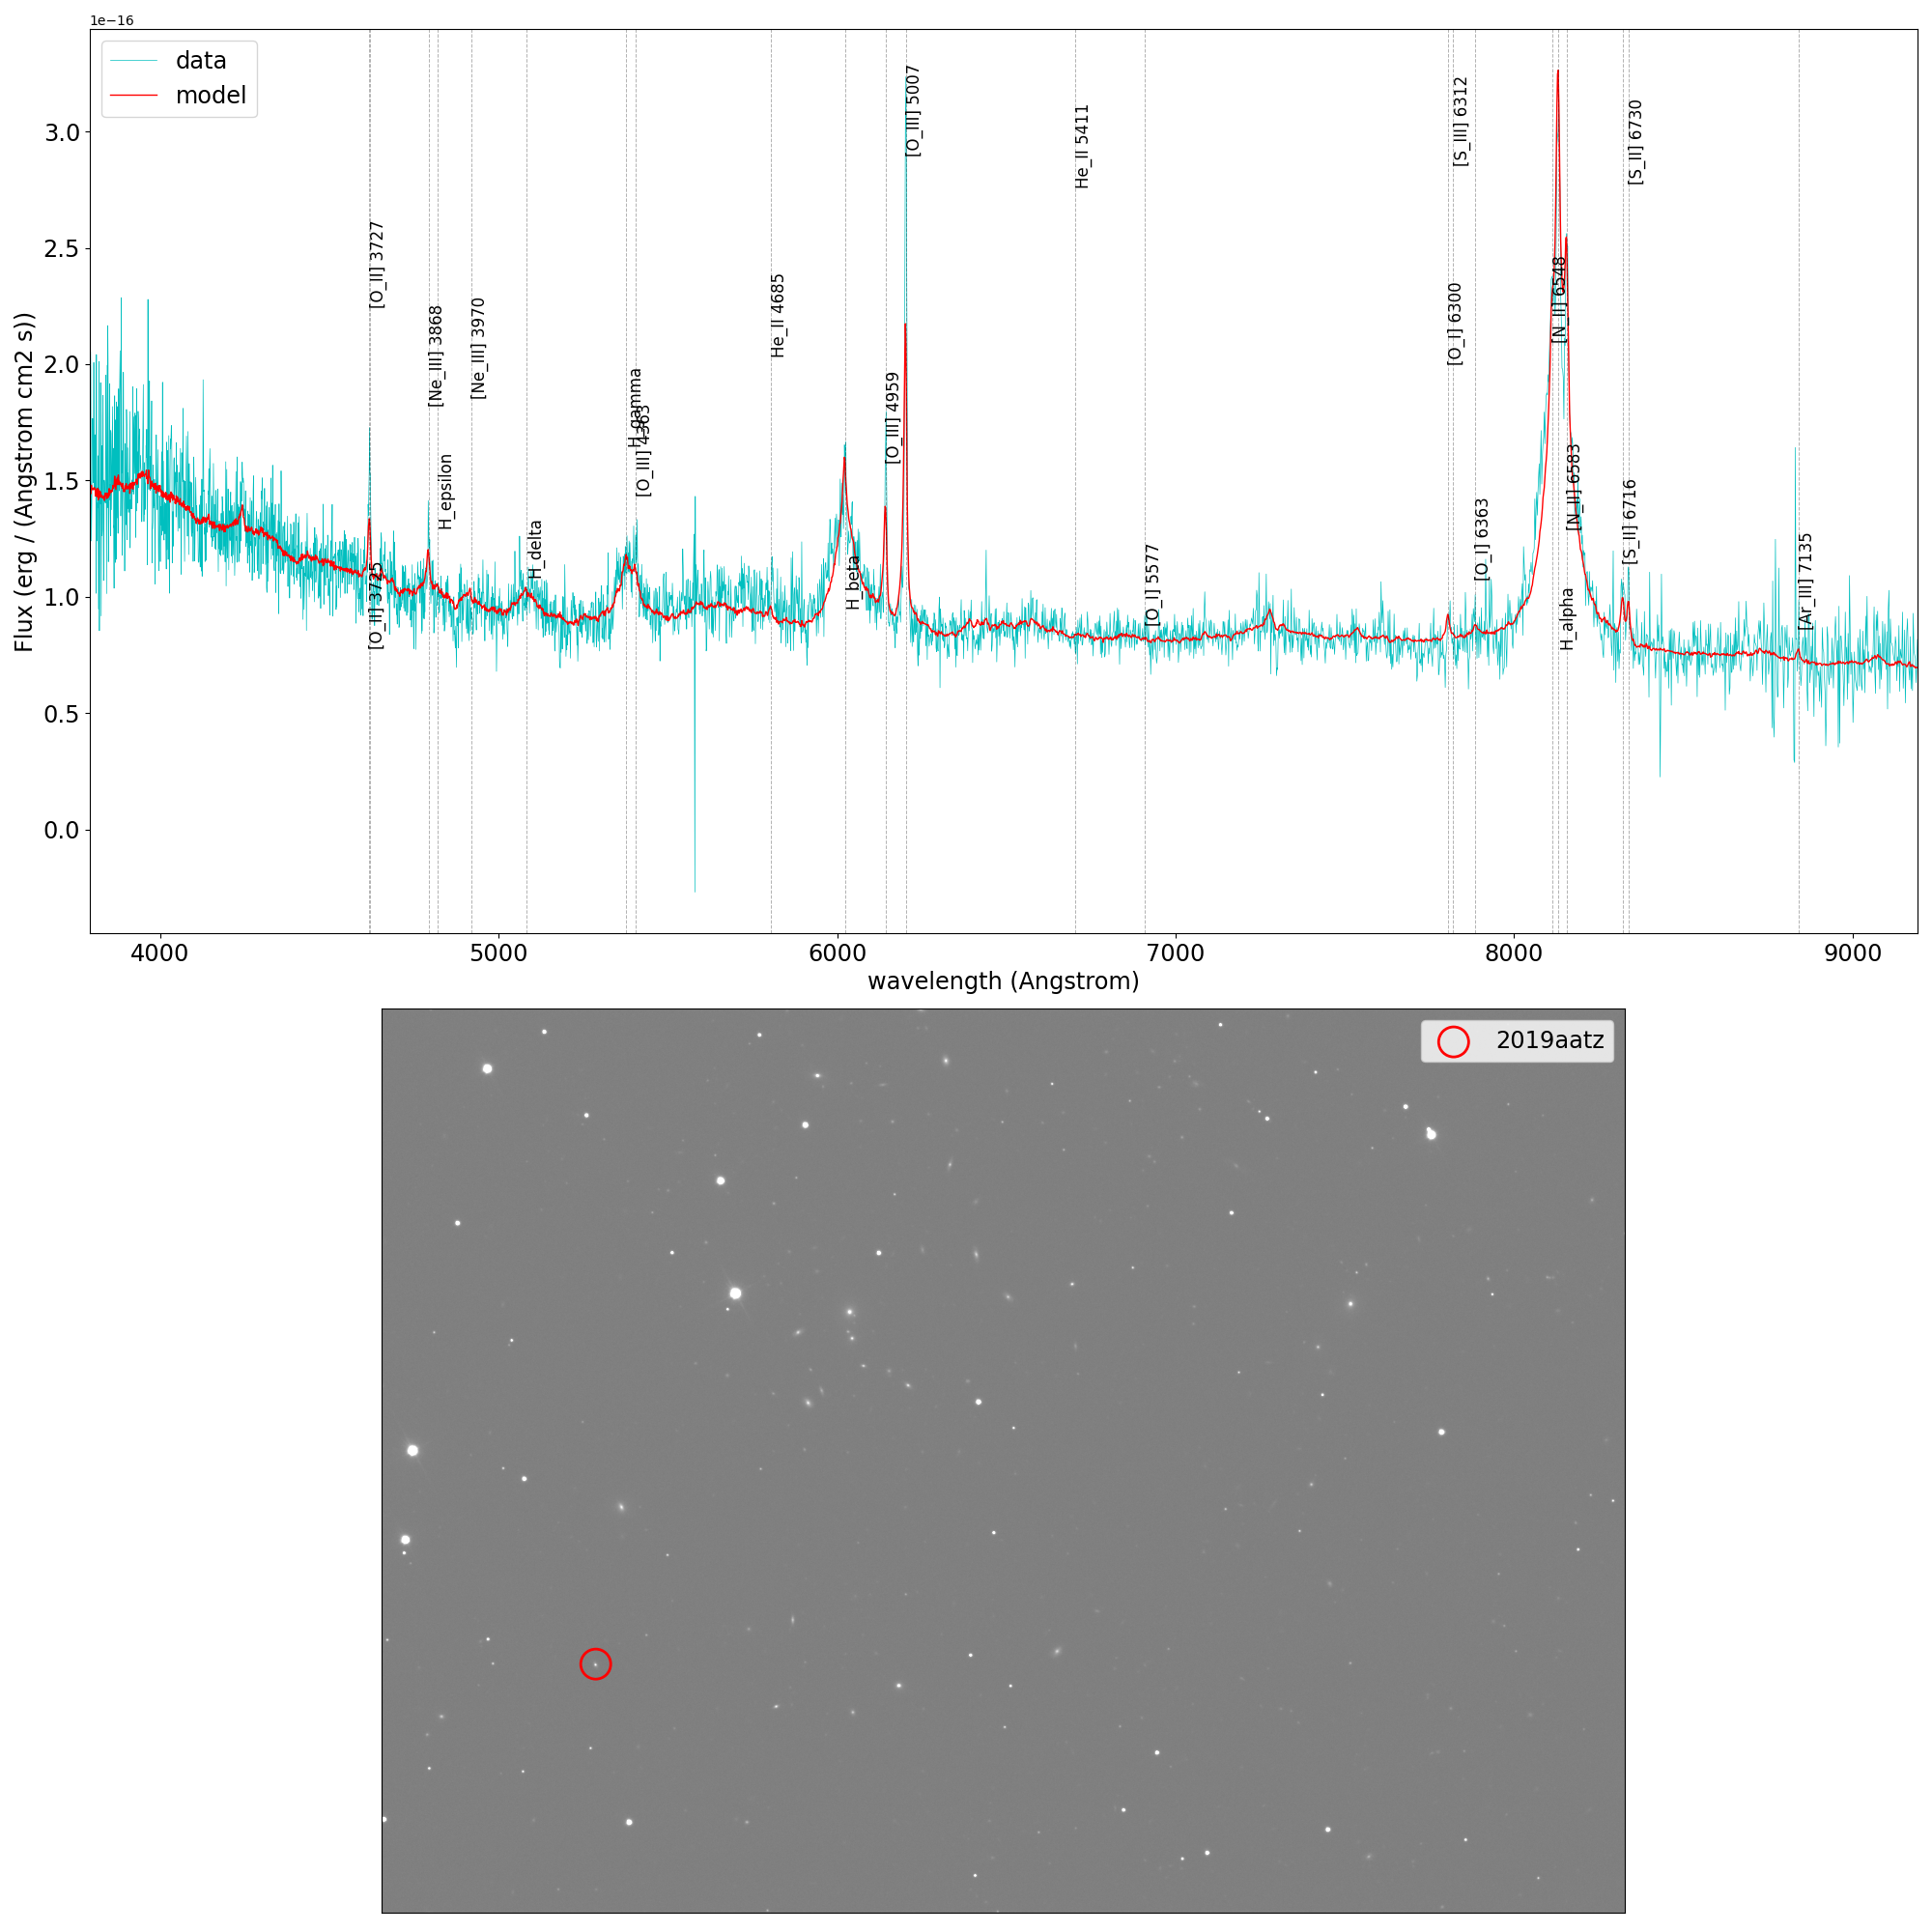 1e−16
data
model
Flux (erg / (Angstrom cm2 s))
3.0
2.5
2.0
1.5
1.0
0.5
0.0
[O_II] 3727
[O_II] 3725
[Ne_III] 3868
H_epsilon
[Ne_III] 3970
H_delta
H_gamma
[O_III] 4363
He_II 4685
H_beta
[O_III] 4959
[O_III] 5007
He_II 5411
[O_I] 5577
[O_I] 6300
[S_III] 6312
[O_I] 6363
[N_II] 6548
H_alpha
[N_II] 6583
[S_II] 6716
[S_II] 6730
[Ar_III] 7135
4000 5000 6000 7000 8000 9000
wavelength (Angstrom)
2019aatz